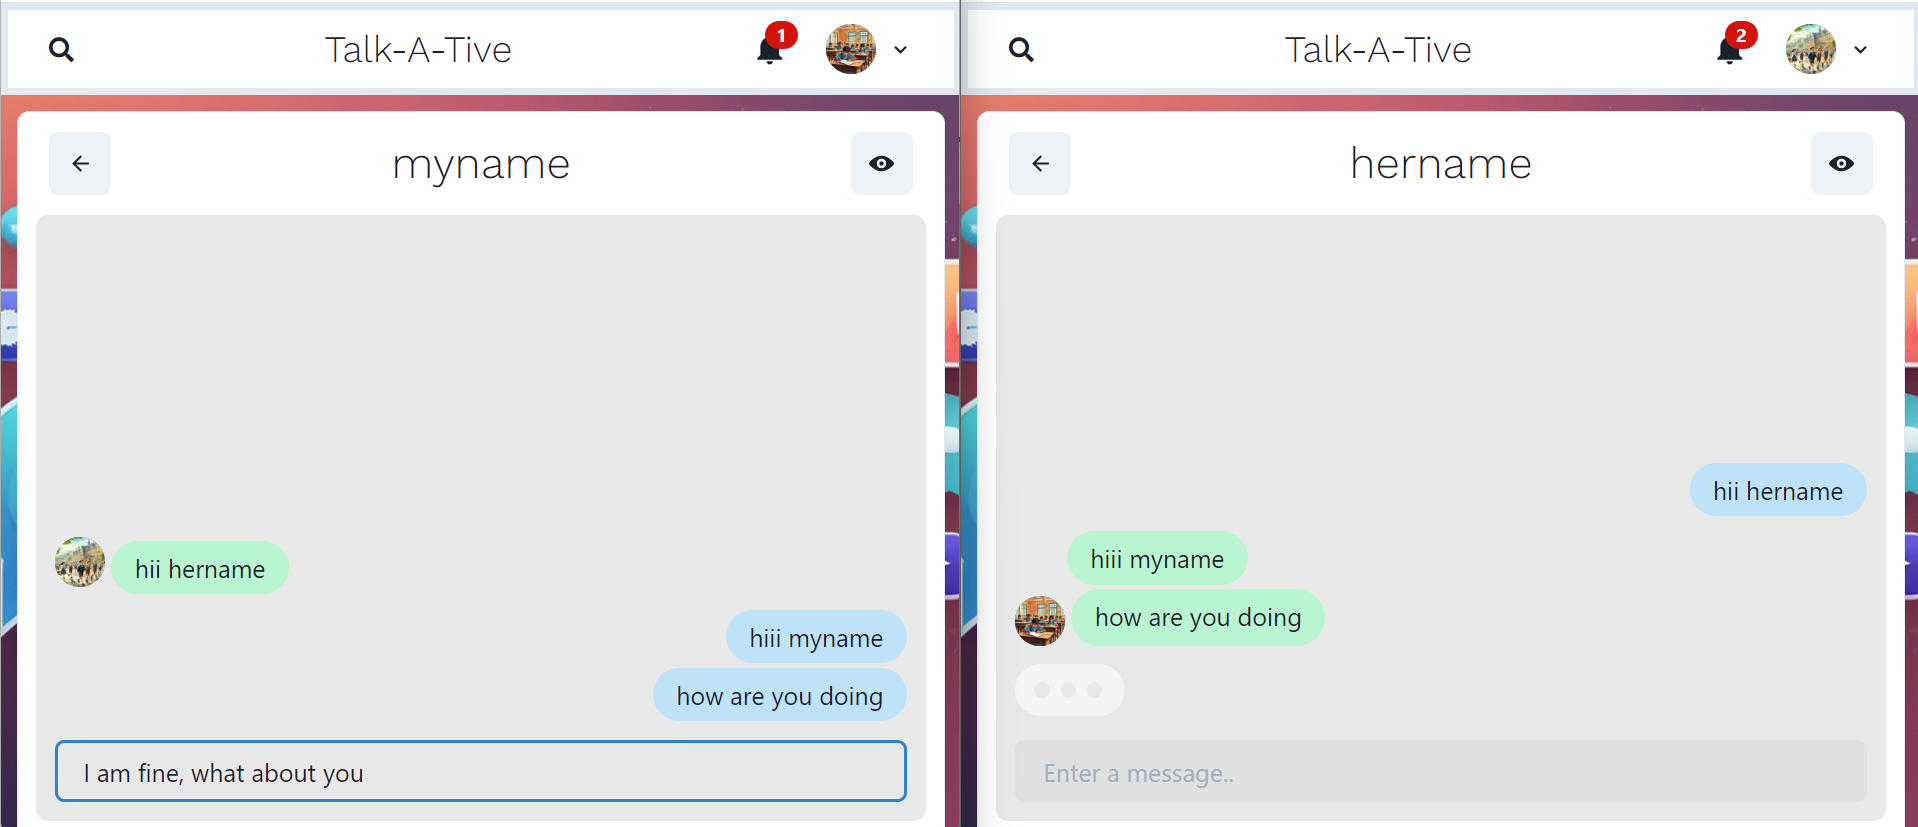 Talk-A-Tive
1
myname
hii hername
hiii myname
how are you doing
I am fine, what about you
Talk-A-Tive
2
hername
hii hername
hiii myname
how are you doing
Enter a message..